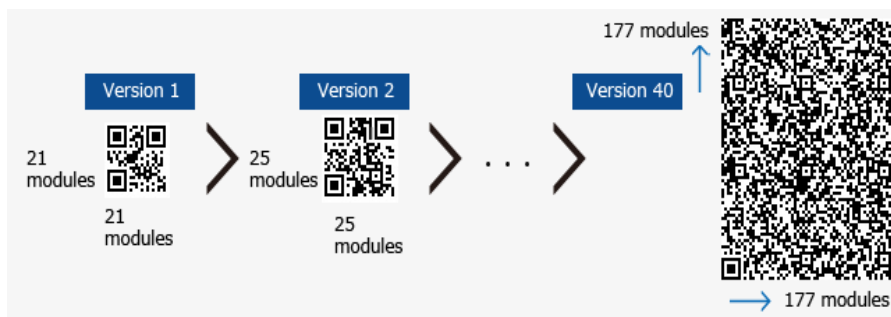 177 modules
Version 1
Version 2
Version 40
21
modules
25
modules
. . .
21
modules
25
modules
177 modules